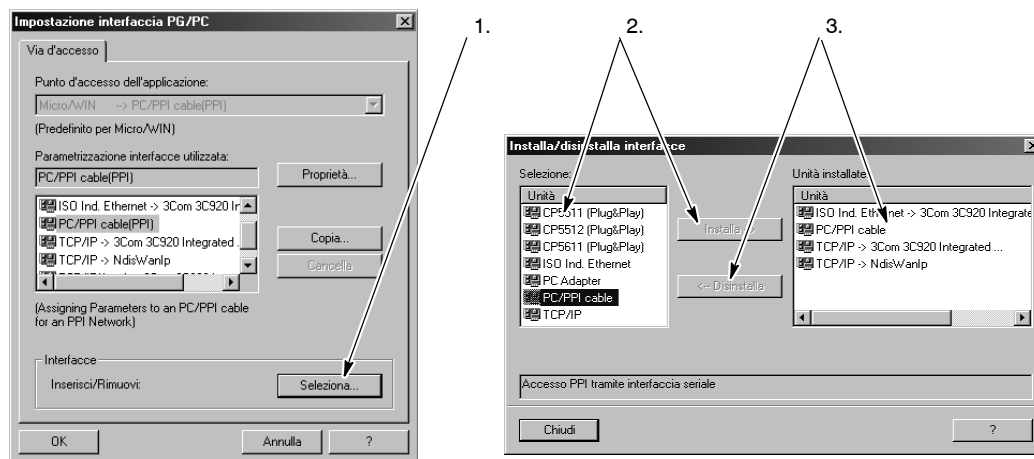 1.
2.
3.
Impostazione interfaccia PG/PC
Via d'accesso
Punto d'accesso dell'applicazione:
Micro/WIN --> PC/PPI cable(PPI)
(Predefinito per Micro/WIN)
Parametrizzazione interfacce utilizzata:
PC/PPI cable(PPI)
Proprietà...
ISO Ind. Ethernet -> 3Com 3C920 In
PC/PPI cable(PPI)
TCP/IP -> 3Com 3C920 Integrated ...
TCP/IP -> NdisWanIp
Copia...
Cancella
(Assigning Parameters to an PC/PPI cable
for an PPI Network)
Interfacce
Inserisci/Rimuovi:
Seleziona...
OK
Annulla
?
Installa/disinstalla interfacce
Selezione:
Unità
CP5511 (Plug&Play)
CP5512 (Plug&Play)
CP5611 (Plug&Play)
ISO Ind. Ethernet
PC Adapter
PC/PPI cable
TCP/IP
Installa ->
<-- Disinstalla
Unità installate:
Unità
ISO Ind. Ethernet -> 3Com 3C920 Integrate
PC/PPI cable
TCP/IP -> 3Com 3C920 Integrated ...
TCP/IP -> NdisWanIp
Accesso PPI tramite interfaccia seriale
Chiudi
?